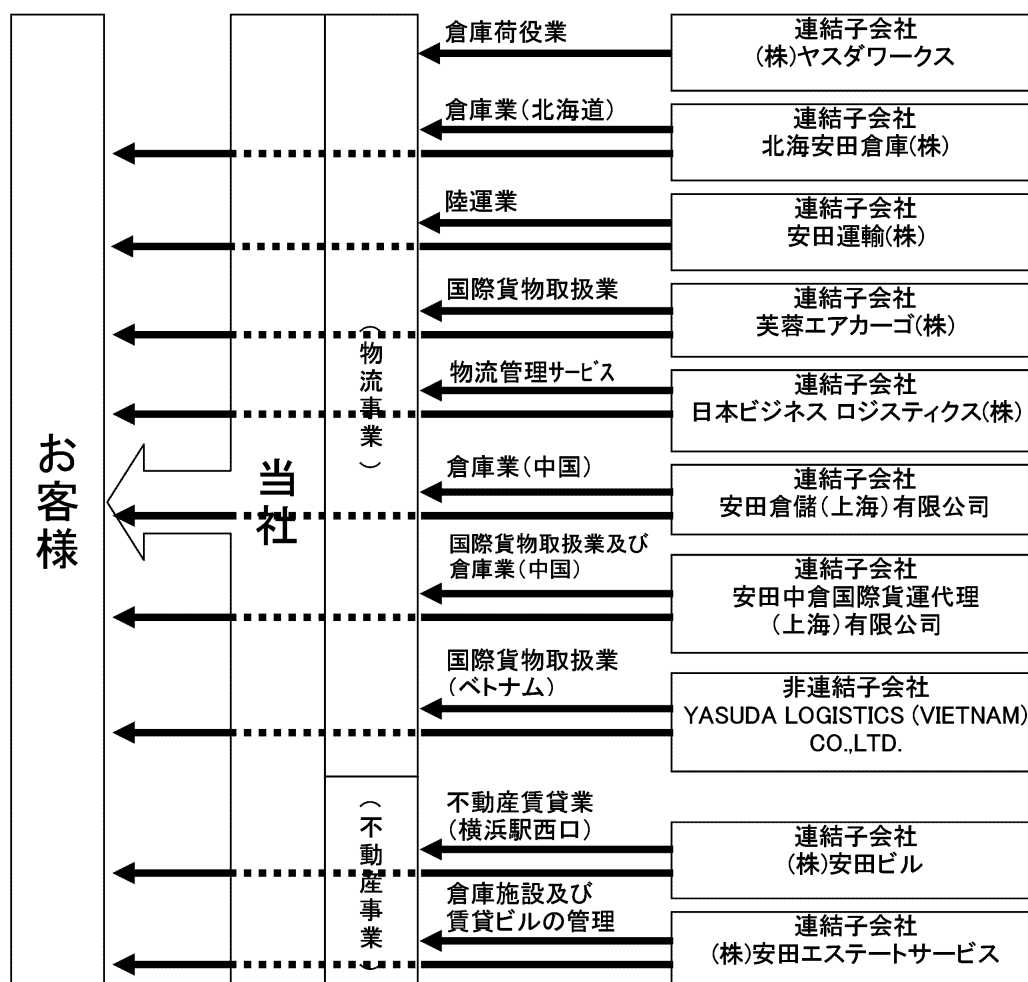 お客様
当社
（物流事業）
（不動産事業）
倉庫荷役業
連結子会社
(株)ヤスダワークス
倉庫業(北海道)
連結子会社
北海安田倉庫(株)
陸運業
連結子会社
安田運輸(株)
国際貨物取扱業
連結子会社
芙蓉エアカーゴ(株)
物流管理サービス
連結子会社
日本ビジネス ロジスティクス(株)
倉庫業(中国)
連結子会社
安田倉儲(上海)有限公司
国際貨物取扱業及び
倉庫業(中国)
連結子会社
安田中倉国際貨運代理
(上海)有限公司
国際貨物取扱業
(ベトナム)
非連結子会社
YASUDA LOGISTICS (VIETNAM)
CO.,LTD.
不動産賃貸業
(横浜駅西口)
連結子会社
(株)安田ビル
倉庫施設及び
賃貸ビルの管理
連結子会社
(株)安田エステートサービス